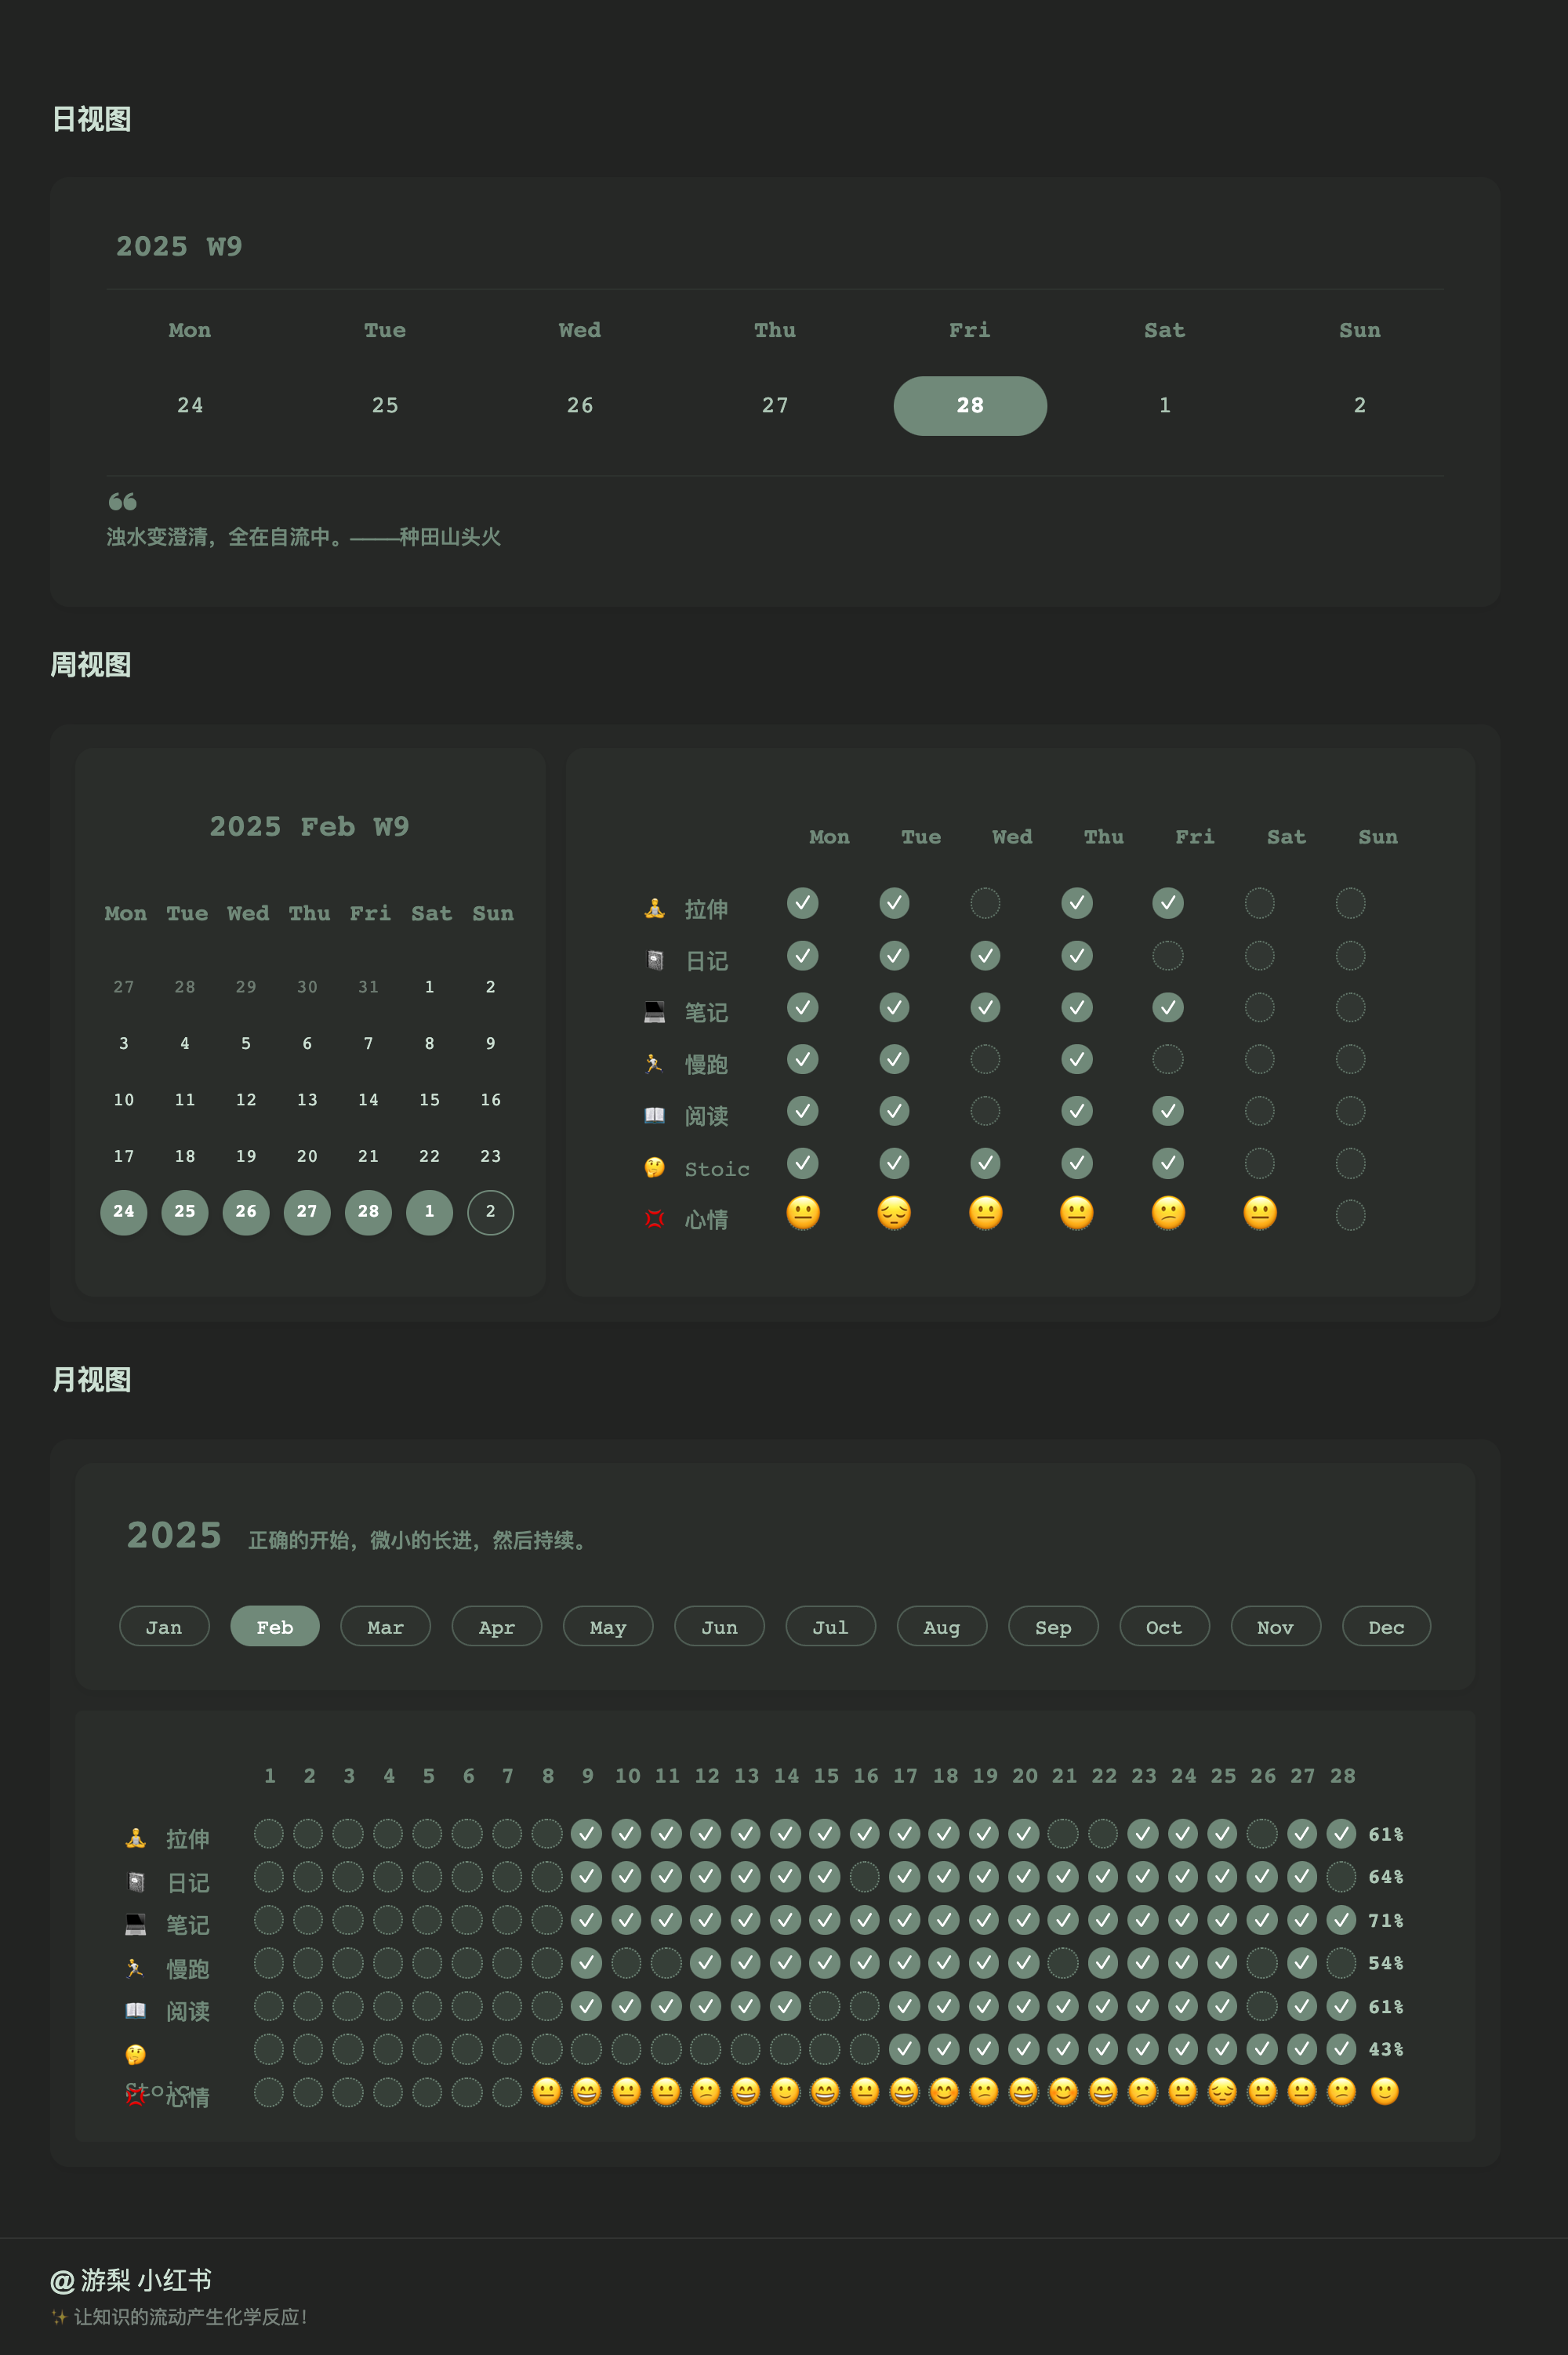 日视图
2025 W9
Mon Tue Wed Thu Fri Sat Sun
24 25 26 27 28 1 2
❝
浊水变澄清，全在自流中。———种田山头火
周视图
2025 Feb W9
Mon Tue Wed Thu Fri Sat Sun
27 28 29 30 31 1 2
3 4 5 6 7 8 9
10 11 12 13 14 15 16
17 18 19 20 21 22 23
24 25 26 27 28 1 2
Mon Tue Wed Thu Fri Sat Sun
拉伸
日记
笔记
慢跑
阅读
Stoic
心情
月视图
2025 正确的开始，微小的长进，然后持续。
Jan Feb Mar Apr May Jun Jul Aug Sep Oct Nov Dec
1 2 3 4 5 6 7 8 9 10 11 12 13 14 15 16 17 18 19 20 21 22 23 24 25 26 27 28
拉伸 61%
日记 64%
笔记 71%
慢跑 54%
阅读 61%
43%
Stoic
心情
@ 游梨 小红书
✨ 让知识的流动产生化学反应！